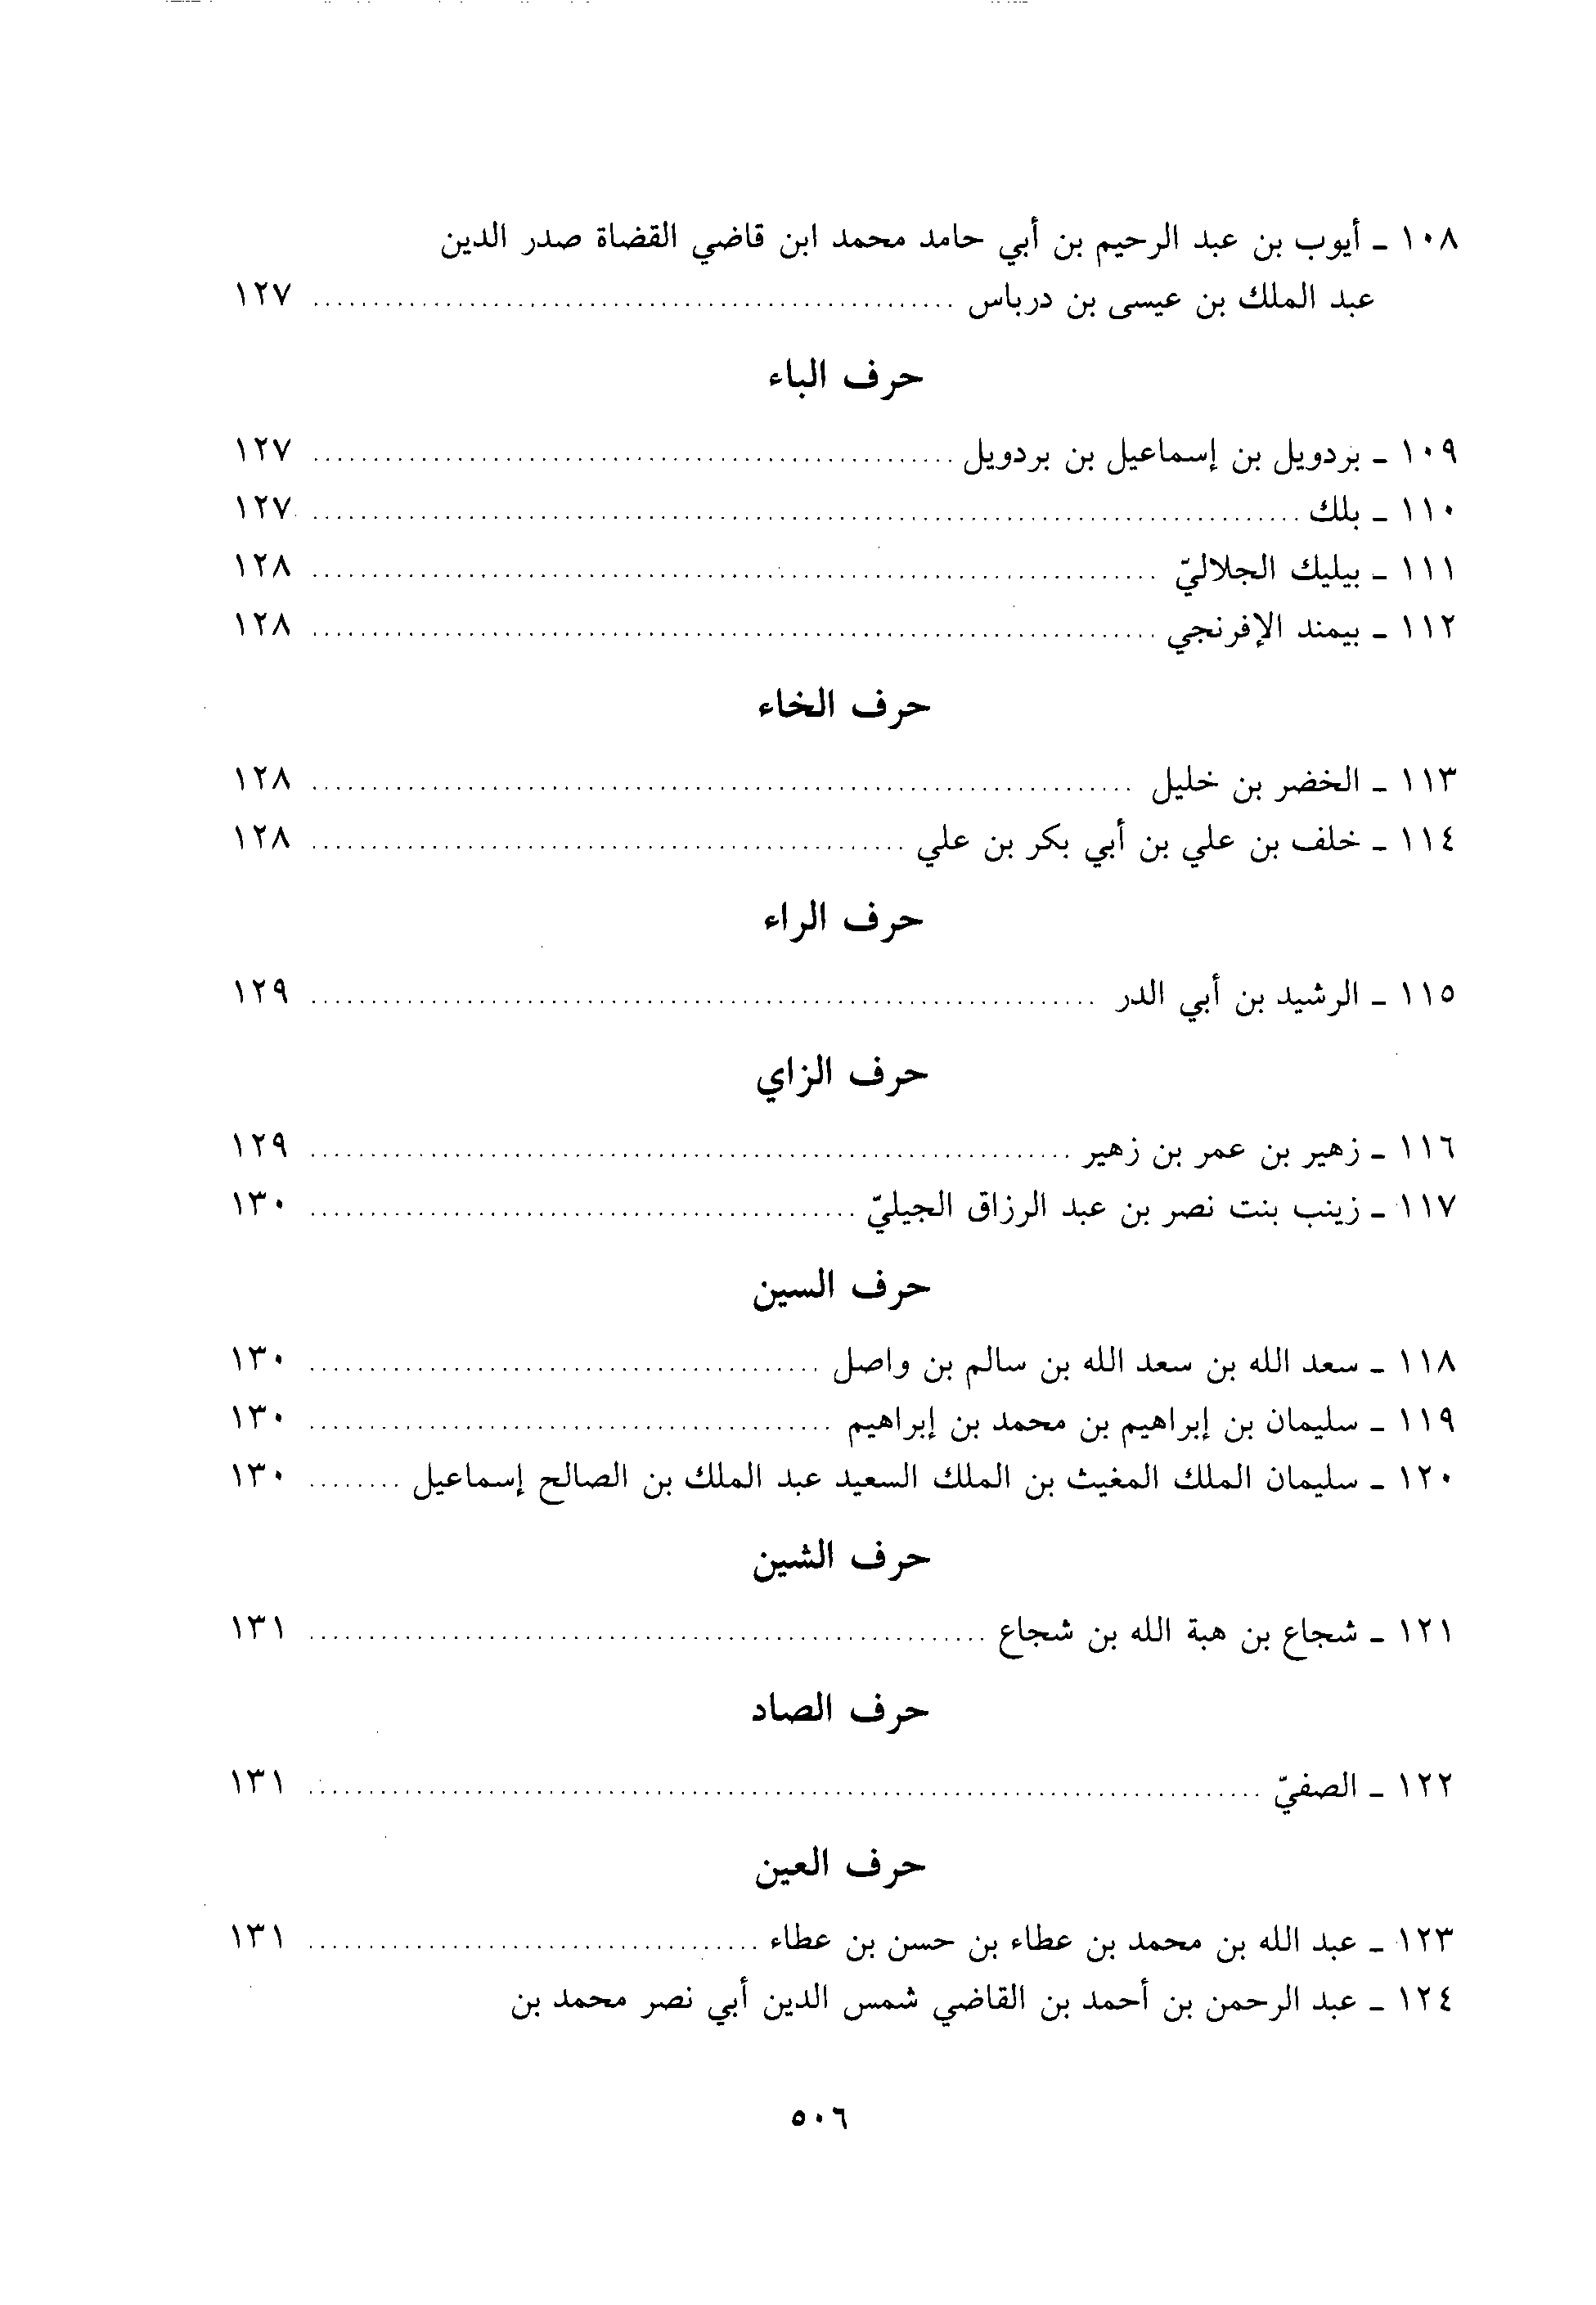 ١٠٨ ـ أيوب بن عبد الرحيم بن أبي حامد محمد ابن قاضي القضاة صدر الدين
عبد الملك بن عيسى بن درباس ........................................ ١٢٧
حرف الباء
١٠٩ ـ بردويل بن إسماعيل بن بردويل ........................................ ١٢٧
١١٠ ـ بلك ........................................ ١٢٧
١١١ ـ بيليك الجلاليّ ........................................ ١٢٨
١١٢ ـ بيمند الإفرنجي ........................................ ١٢٨
حرف الخاء
١١٣ ـ الخضر بن خليل ........................................ ١٢٨
١١٤ ـ خلف بن علي بن أبي بكر بن علي ........................................ ١٢٨
حرف الراء
١١٥ ـ الرشيد بن أبي الدر ........................................ ١٢٩
حرف الزاي
١١٦ ـ زهير بن عمر بن زهير ........................................ ١٢٩
١١٧ ـ زينب بنت نصر بن عبد الرزاق الجيليّ ........................................ ١٣٠
حرف السين
١١٨ ـ سعد الله بن سعد الله بن سالم بن واصل ........................................ ١٣٠
١١٩ ـ سليمان بن إبراهيم بن محمد بن إبراهيم ........................................ ١٣٠
١٢٠ ـ سليمان الملك المغيث بن الملك السعيد عبد الملك بن الصالح إسماعيل ........ ١٣٠
حرف الشين
١٢١ ـ شجاع بن هبة الله بن شجاع ........................................ ١٣١
حرف الصاد
١٢٢ ـ الصفيّ ........................................ ١٣١
حرف العين
١٢٣ ـ عبد الله بن محمد بن عطاء بن حسن بن عطاء ........................................ ١٣١
١٢٤ ـ عبد الرحمن بن أحمد بن القاضي شمس الدين أبي نصر محمد بن
٥٠٦